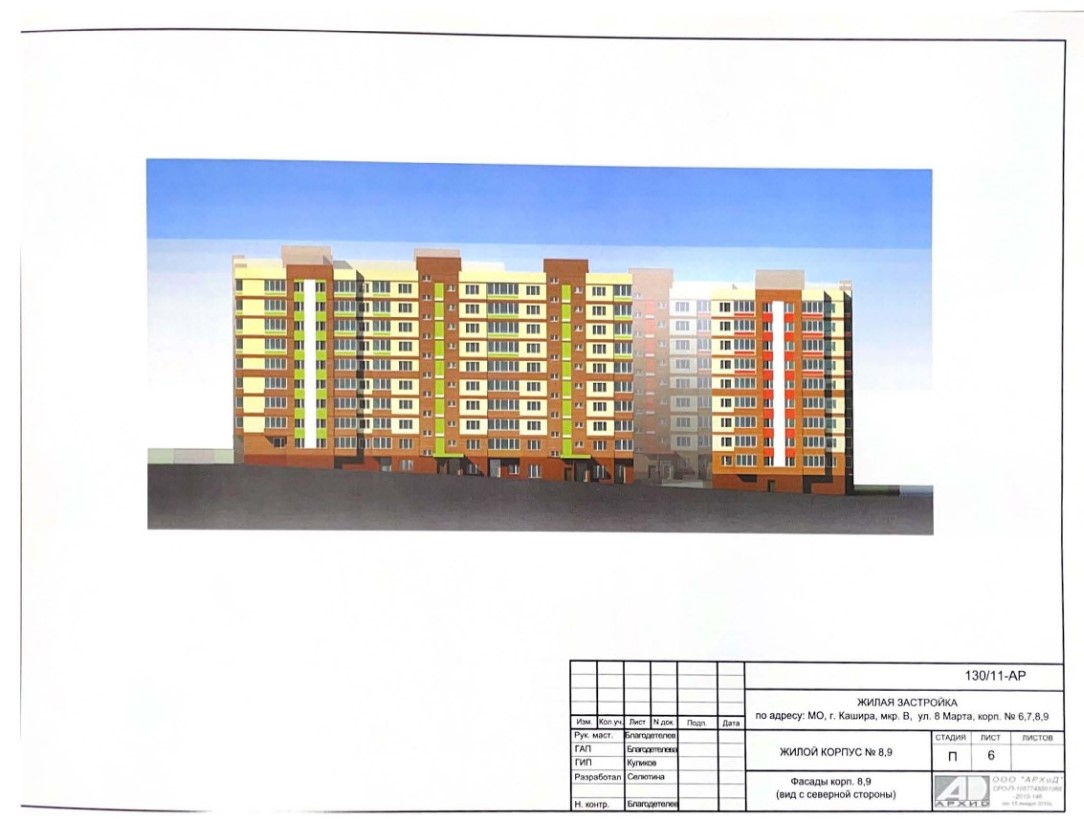 130/11-АР
ЖИЛАЯ ЗАСТРОЙКА
по адресу: МО, г. Кашира, мкр. В, ул. 8 Марта, корп. № 6,7,8,9
Изм. Кол.уч. Лист N док. Подп. Дата
Рук. маст. Благодетелев
ГАП Благодетелева
ГИП Куликов
Разработал Селютина
Н. контр. Благодетелев
ЖИЛОЙ КОРПУС № 8,9
СТАДИЯ ЛИСТ ЛИСТОВ
П 6
Фасады корп. 8,9
(вид с северной стороны)
АРХИД
ООО "АРХиД"